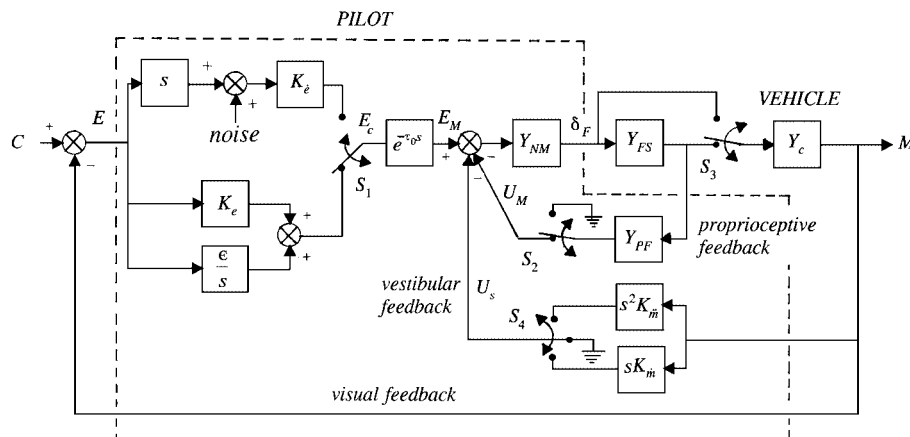 PILOT
s
+
+
K_ė
noise
C
+
−
E
E_c
S_1
e^{-τ_0 s}
E_M
+
−
−
Y_NM
δ_F
Y_FS
S_3
VEHICLE
Y_c
M
K_e
+
+
ϵ/s
U_M
S_2
Y_PF
proprioceptive
feedback
vestibular
feedback
U_s
S_4
s^2 K_m̈
sK_ṁ
visual feedback